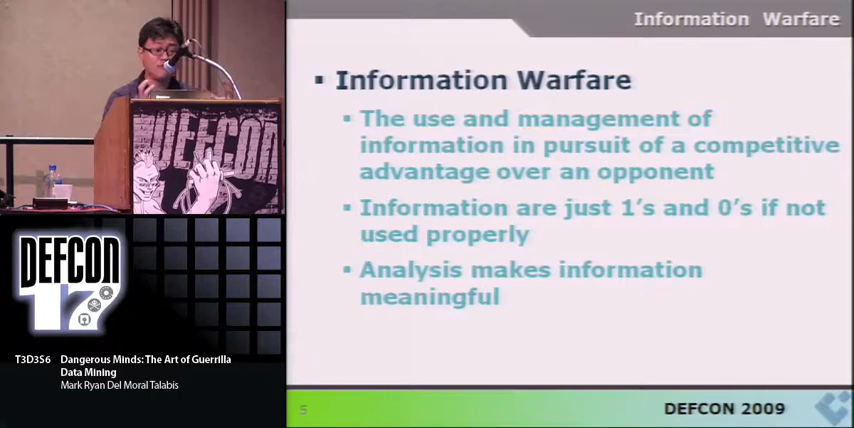 Information Warfare
▪ Information Warfare
▪ The use and management of
information in pursuit of a competitive
advantage over an opponent
▪ Information are just 1's and 0's if not
used properly
▪ Analysis makes information
meaningful
5
DEFCON 2009
DEFCON
DEFCON
17
T3D3S6 Dangerous Minds: The Art of Guerrilla
Data Mining
Mark Ryan Del Moral Talabis